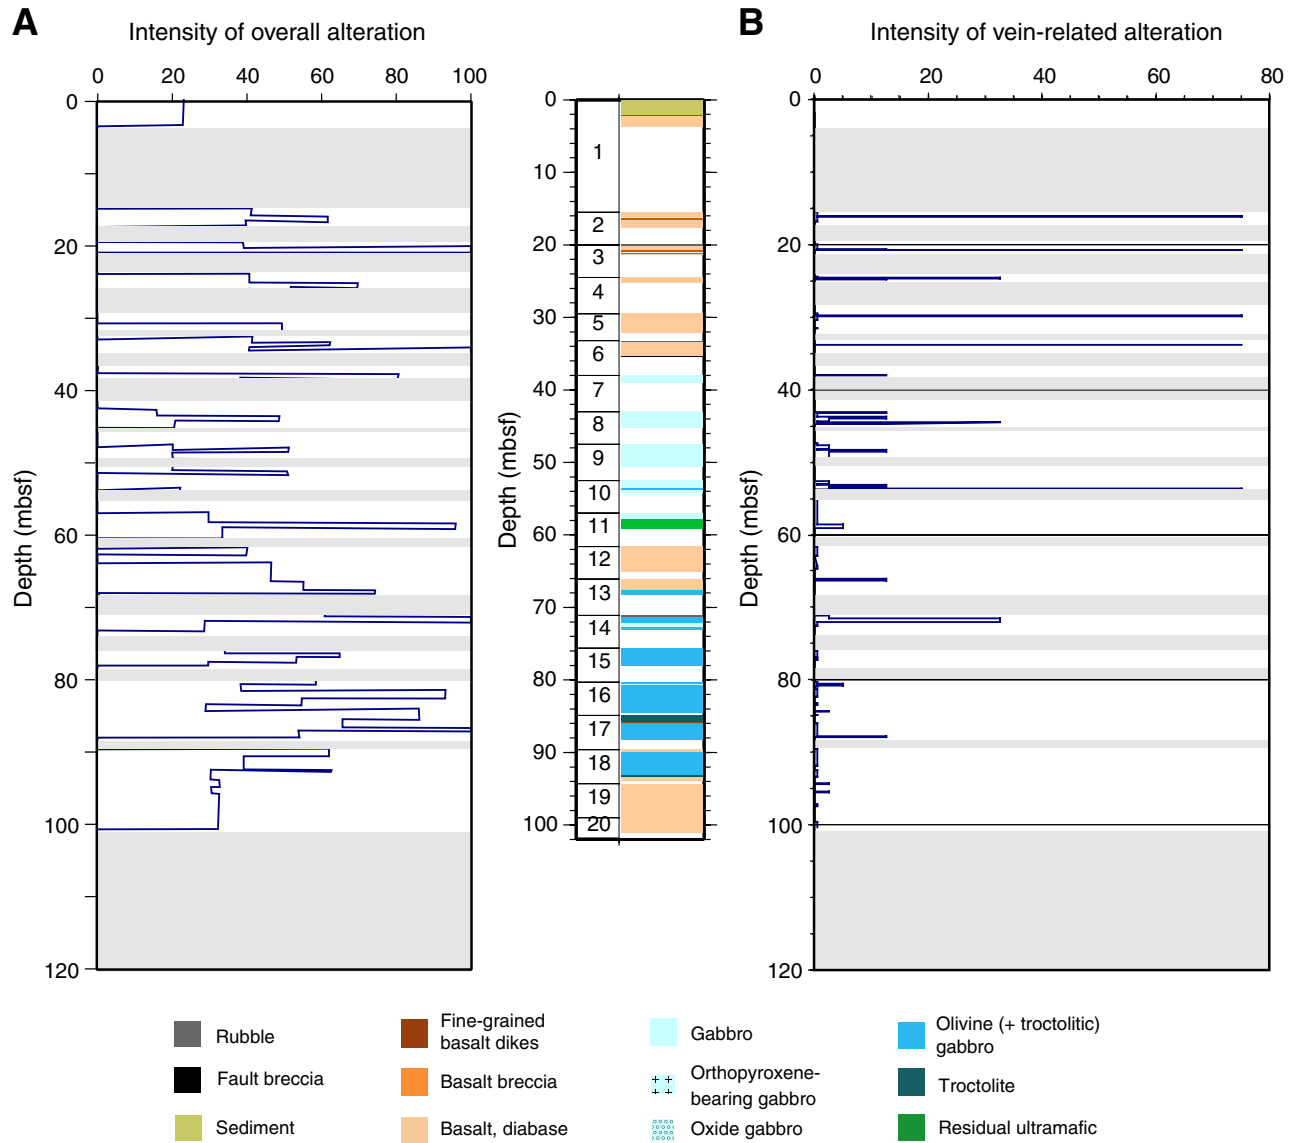 A
Intensity of overall alteration
0 20 40 60 80 100
0
20
40
60
80
100
120
Depth (mbsf)
0
10
20
30
40
50
60
70
80
90
100
Depth (mbsf)
1
2
3
4
5
6
7
8
9
10
11
12
13
14
15
16
17
18
19
20
B
Intensity of vein-related alteration
0 20 40 60 80
0
20
40
60
80
100
120
Depth (mbsf)
Rubble
Fault breccia
Sediment
Fine-grained
basalt dikes
Basalt breccia
Basalt, diabase
Gabbro
Orthopyroxene-
bearing gabbro
Oxide gabbro
Olivine (+ troctolitic)
gabbro
Troctolite
Residual ultramafic